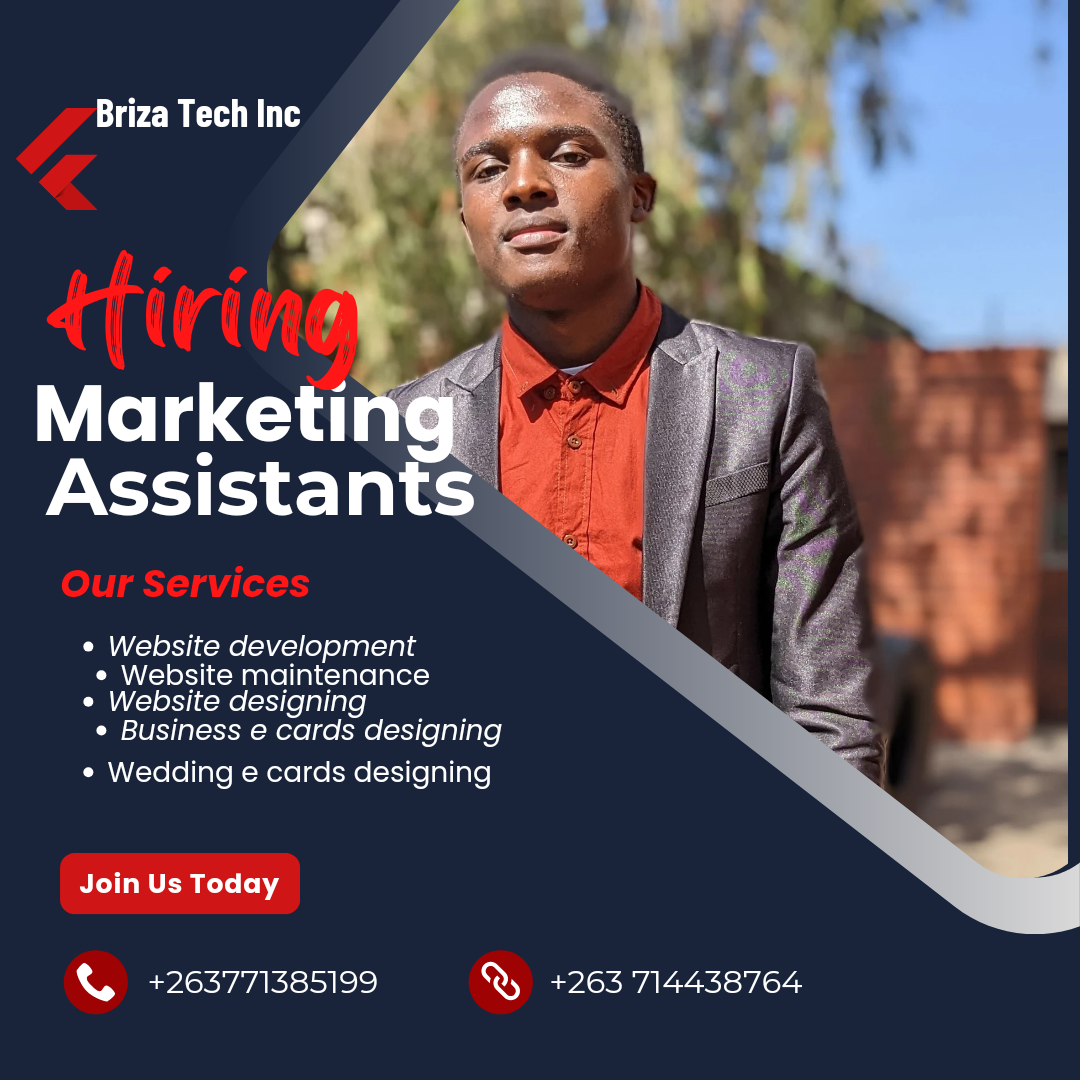 Briza Tech Inc
Hiring
Marketing
Assistants
Our Services
• Website development
• Website maintenance
• Website designing
• Business e cards designing
• Wedding e cards designing
Join Us Today
+263771385199
+263 714438764